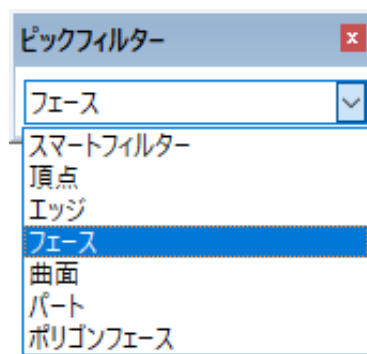 ピックフィルター
フェース
スマートフィルター
頂点
エッジ
フェース
曲面
パート
ポリゴンフェース